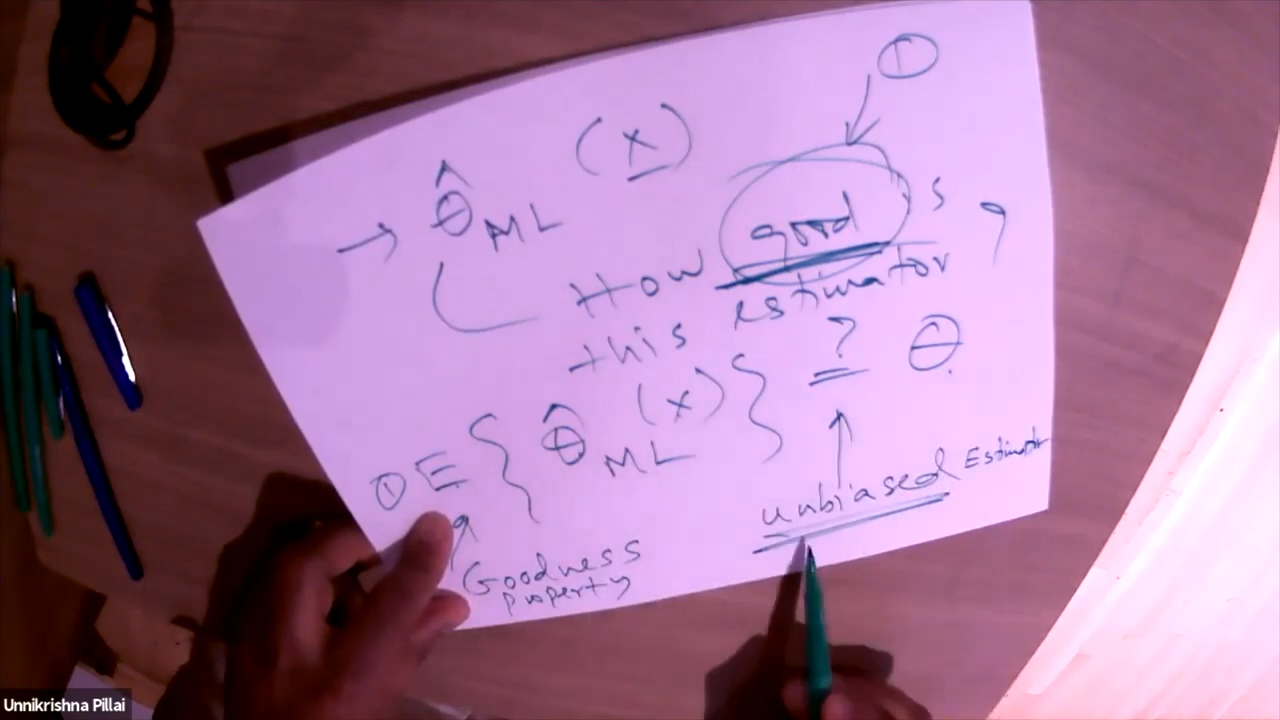 ①
→ θ̂ML (x)
How good is
this estimator?
① E { θ̂ML (x) } ?= θ
unbiased Estimator
Goodness
Property
Unnikrishna Pillai